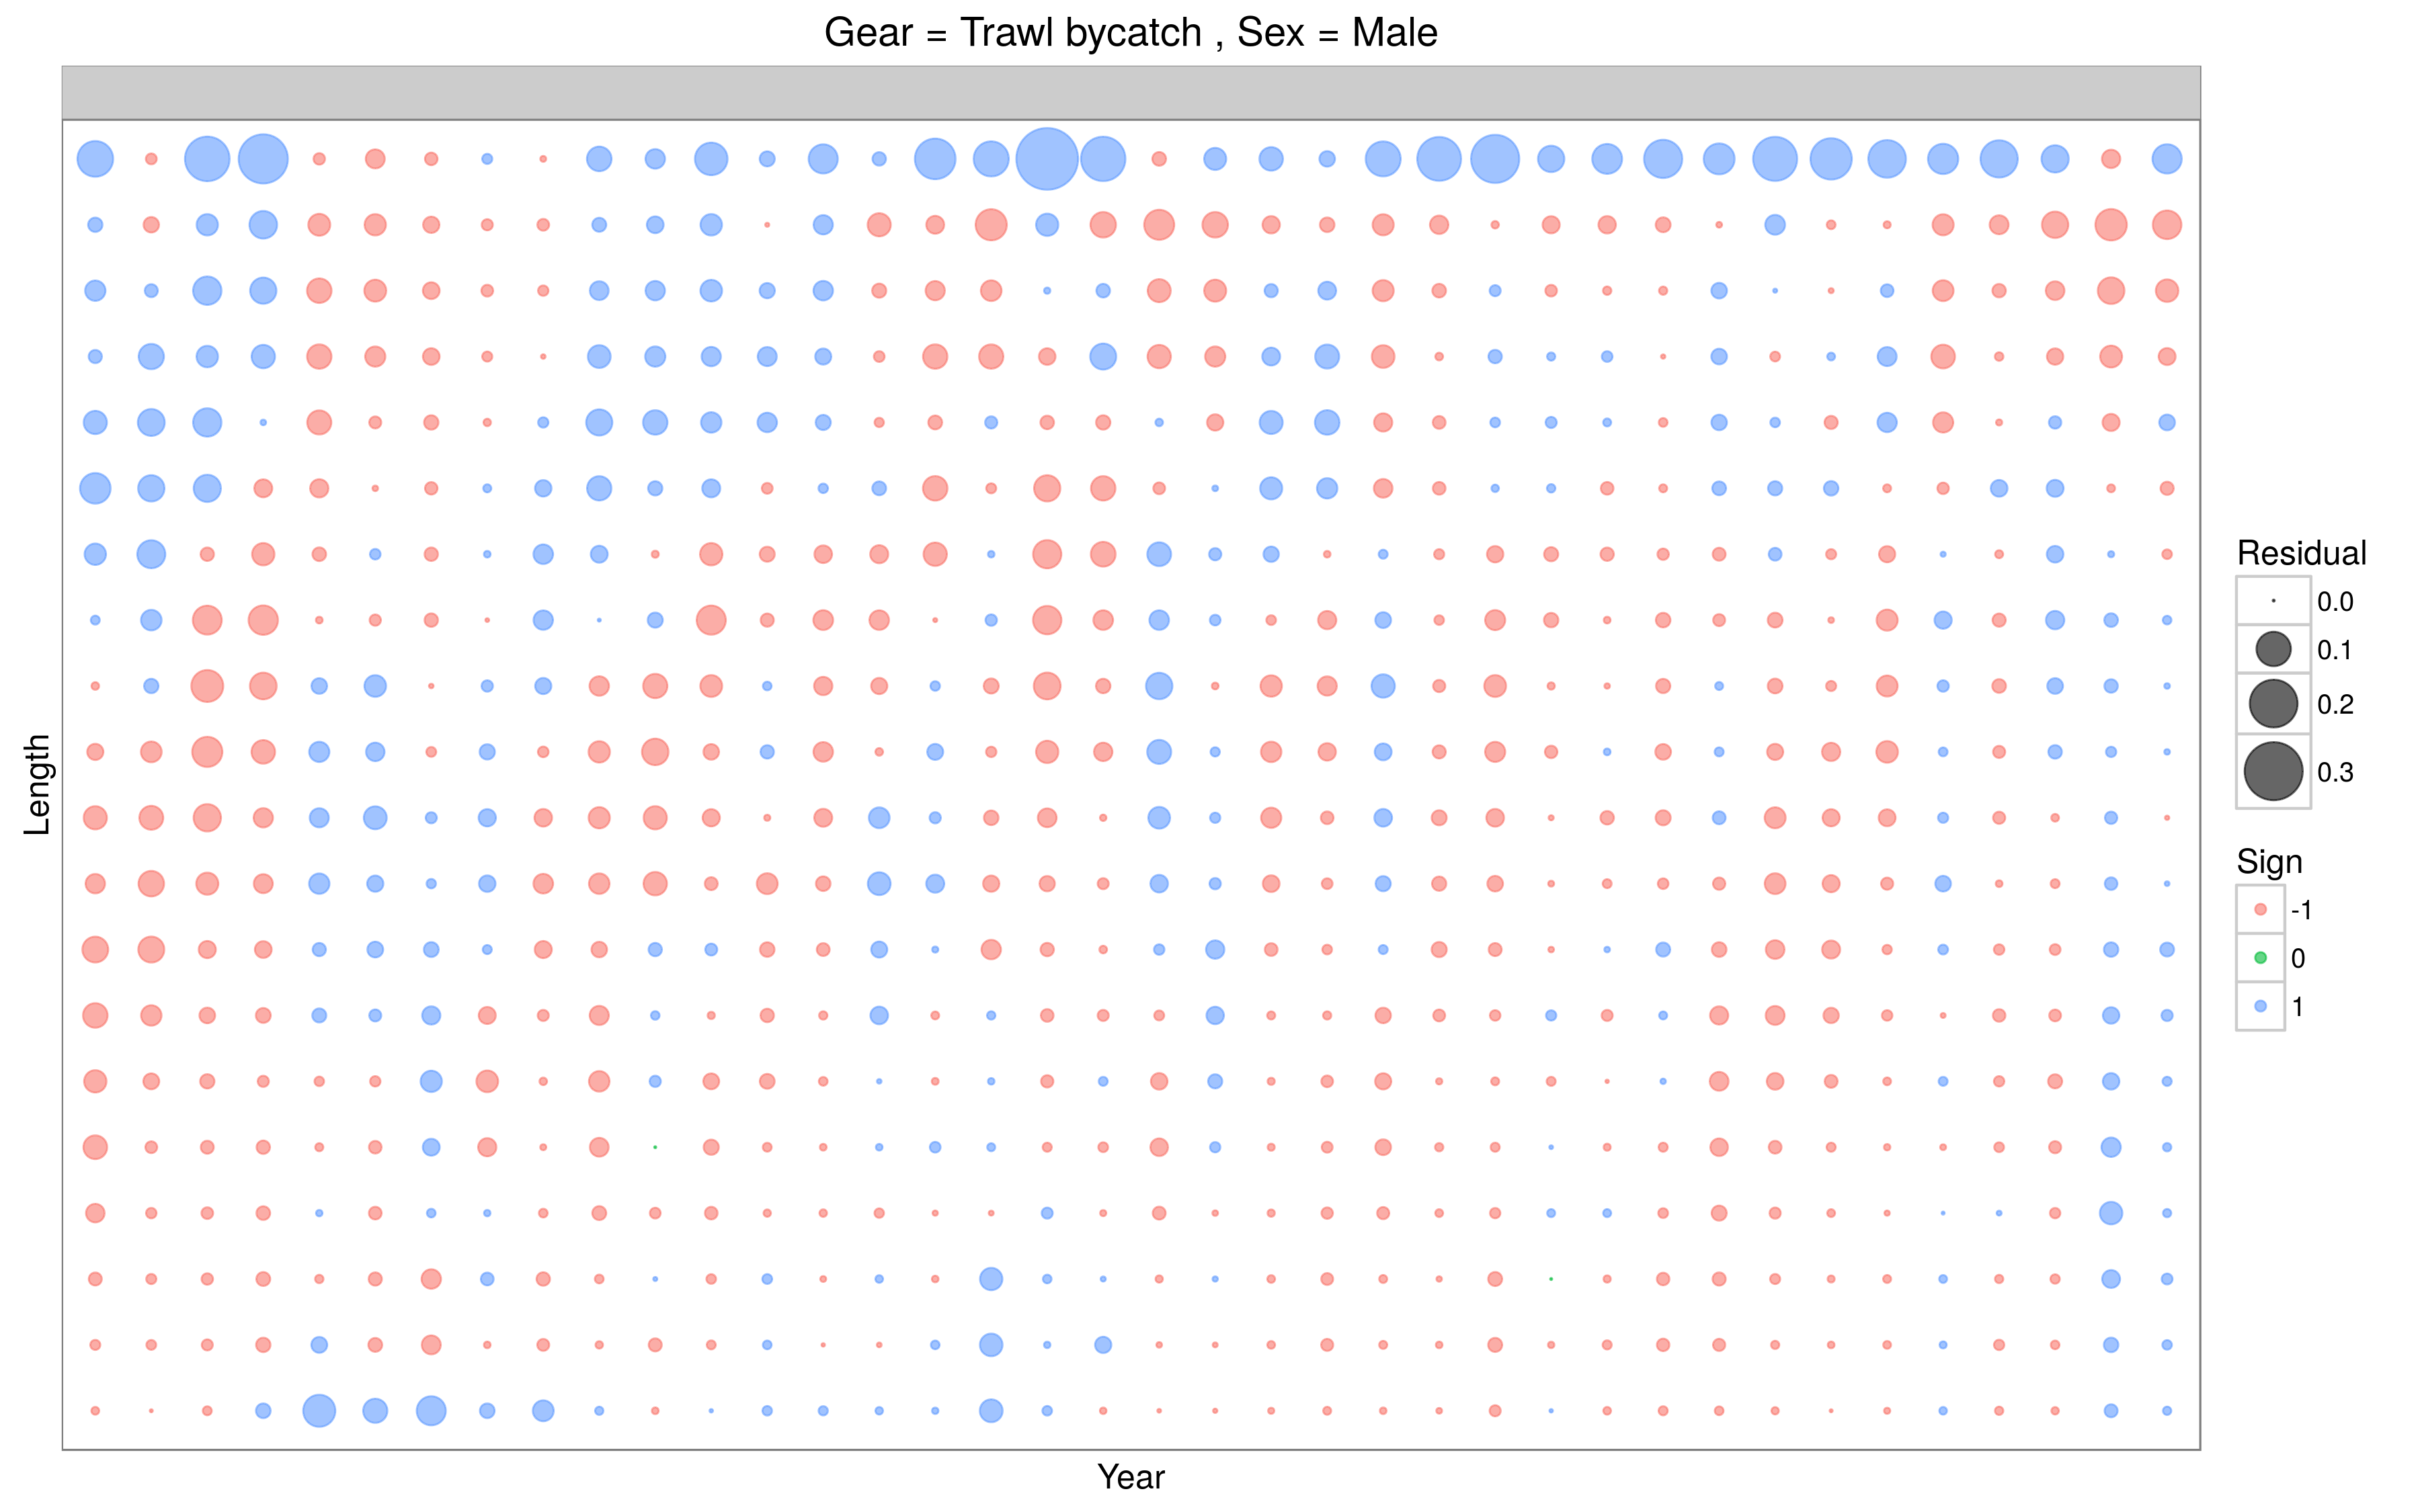 Gear = Trawl bycatch , Sex = Male
Length
Year
Residual
0.0
0.1
0.2
0.3
Sign
-1
0
1